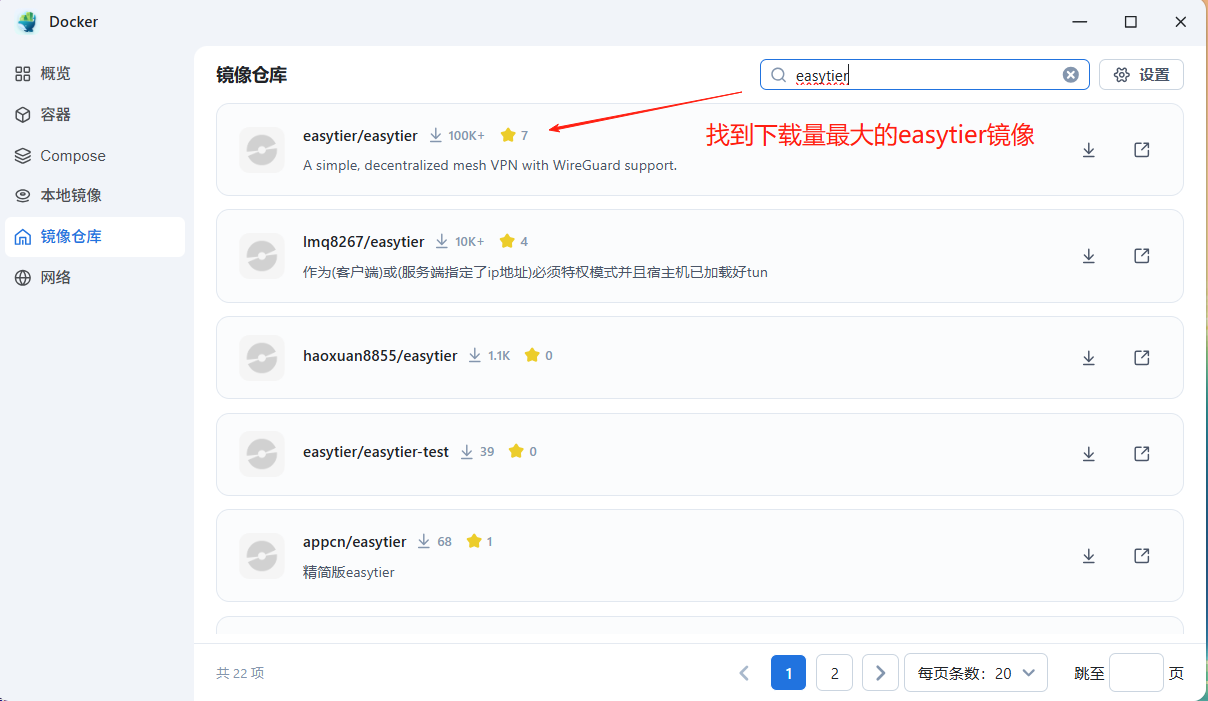 Docker
概览
容器
Compose
本地镜像
镜像仓库
网络
镜像仓库
easytier
设置
easytier/easytier 100K+ 7
A simple, decentralized mesh VPN with WireGuard support.
找到下载量最大的easytier镜像
lmq8267/easytier 10K+ 4
作为(客户端)或(服务端指定了ip地址)必须特权模式并且宿主机已加载好tun
haoxuan8855/easytier 1.1K 0
easytier/easytier-test 39 0
appcn/easytier 68 1
精简版easytier
共 22 项
1 2 每页条数: 20 跳至 页